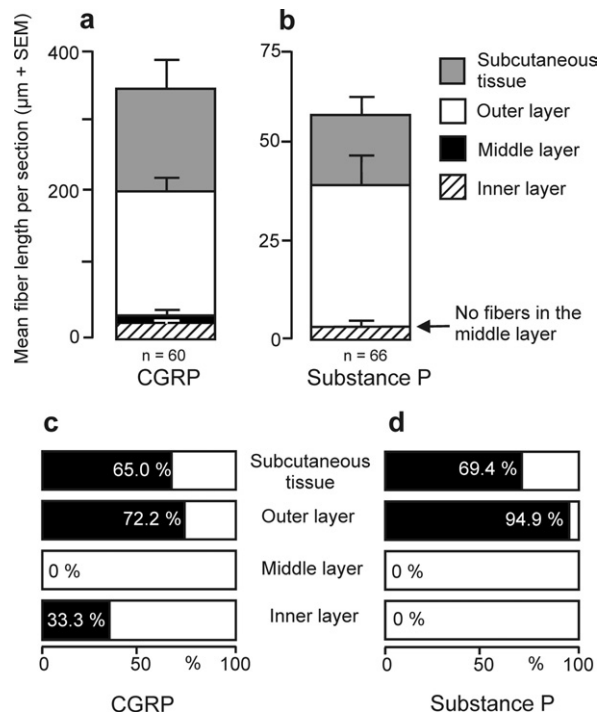 a
b
Mean fiber length per section (µm + SEM)
400
200
0
n = 60
CGRP
75
50
25
0
n = 66
Substance P
Subcutaneous
tissue
Outer layer
Middle layer
Inner layer
No fibers in the
middle layer
c
d
65.0 %
Subcutaneous
tissue
69.4 %
72.2 %
Outer layer
94.9 %
0 %
Middle layer
0 %
33.3 %
Inner layer
0 %
0 50 % 100
0 50 % 100
CGRP
Substance P